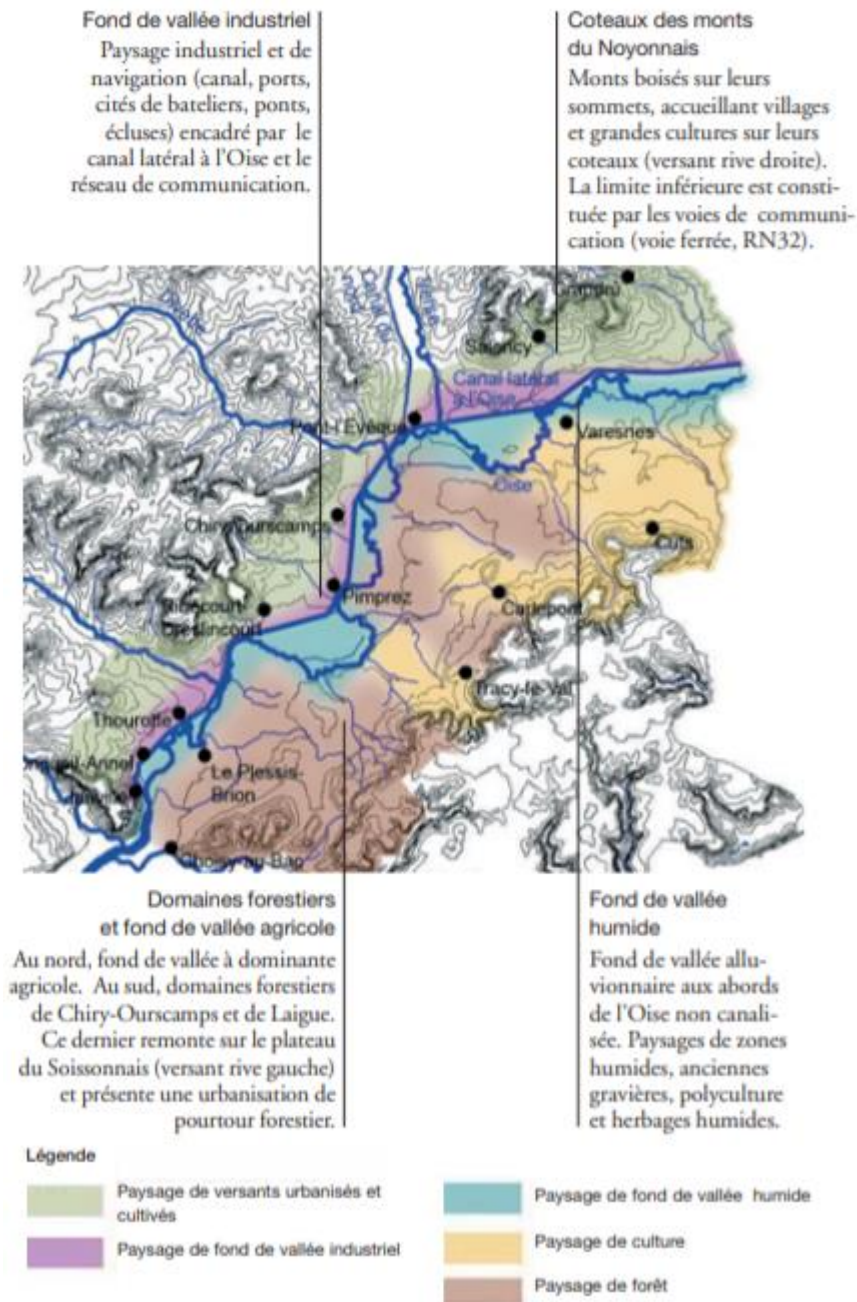 Fond de vallée industriel
Paysage industriel et de
navigation (canal, ports,
cités de bateliers, ponts,
écluses) encadré par le
canal latéral à l'Oise et le
réseau de communication.
Coteaux des monts
du Noyonnais
Monts boisés sur leurs
sommets, accueillant villages
et grandes cultures sur leurs
coteaux (versant rive droite).
La limite inférieure est consti-
tuée par les voies de communi-
cation (voie ferrée, RN32).
Canal du
nord
Salency
Canal latéral
à l'Oise
Pont-l'Evêque
Varesnes
Oise
Chiry-ourscamps
Cuts
Pimprez
Carlepont
Ribécourt-
Dreslincourt
Tracy-le-Val
Thourotte
Le Plessis-
Brion
Choisy-au-Bac
Domaines forestiers
et fond de vallée agricole
Au nord, fond de vallée à dominante
agricole. Au sud, domaines forestiers
de Chiry-Ourscamps et de Laigue.
Ce dernier remonte sur le plateau
du Soissonnais (versant rive gauche)
et présente une urbanisation de
pourtour forestier.
Fond de vallée
humide
Fond de vallée allu-
vionnaire aux abords
de l'Oise non canali-
sée. Paysages de zones
humides, anciennes
gravières, polyculture
et herbages humides.
Légende
Paysage de versants urbanisés et
cultivés
Paysage de fond de vallée industriel
Paysage de fond de vallée humide
Paysage de culture
Paysage de forêt